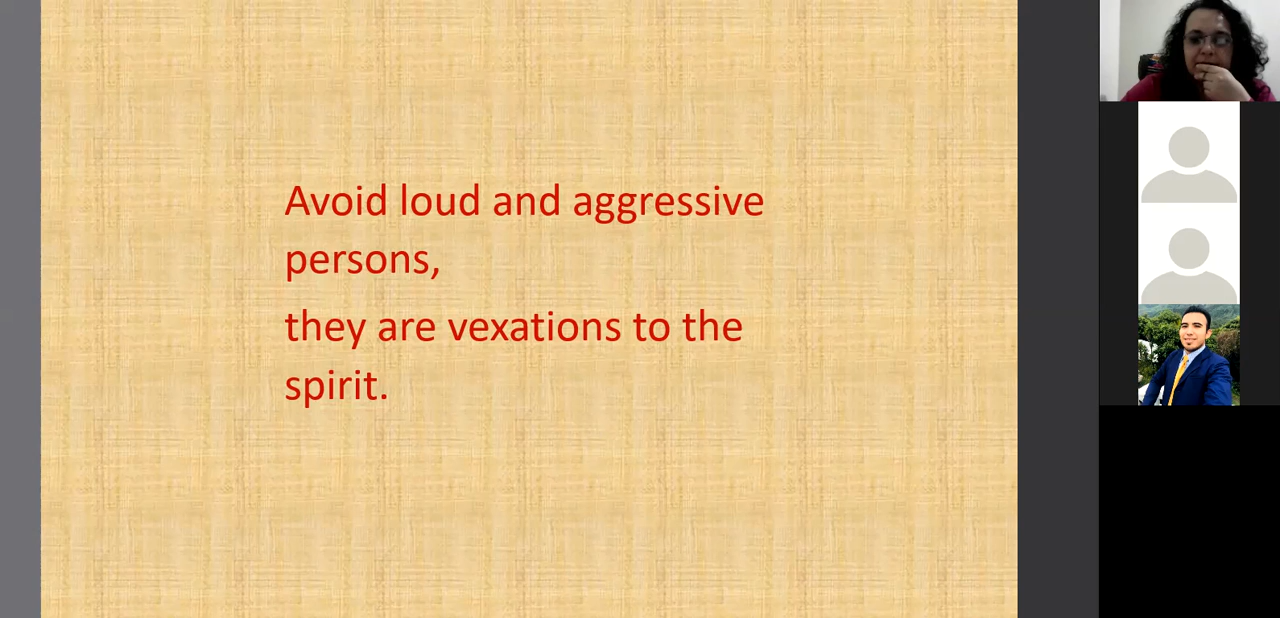 Avoid loud and aggressive
persons,
they are vexations to the
spirit.